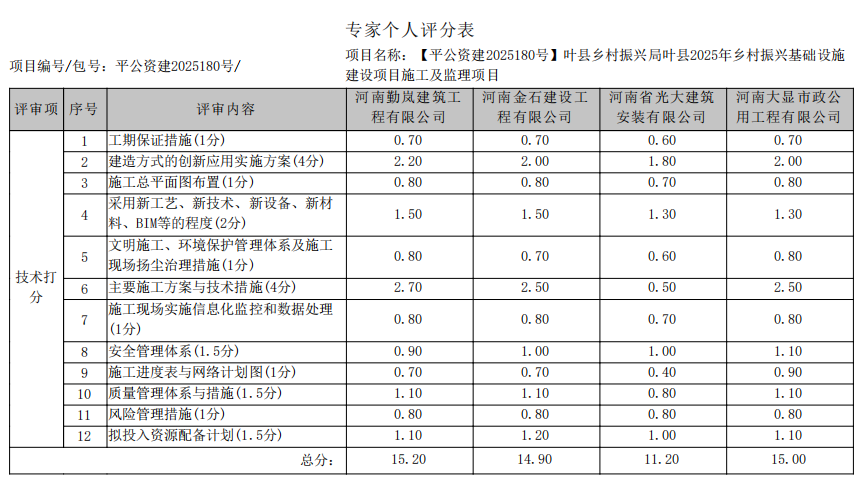 专家个人评分表
项目编号/包号：平公资建2025180号/
项目名称：【平公资建2025180号】叶县乡村振兴局叶县2025年乡村振兴基础设施
建设项目施工及监理项目
评审项 序号 评审内容 河南勤岚建筑工程有限公司 河南金石建设工程有限公司 河南省光大建筑安装有限公司 河南大显市政公用工程有限公司
技术打分
1 工期保证措施(1分) 0.70 0.70 0.60 0.70
2 建造方式的创新应用实施方案(4分) 2.20 2.00 1.80 2.00
3 施工总平面图布置(1分) 0.80 0.80 0.70 0.80
4 采用新工艺、新技术、新设备、新材料、BIM等的程度(2分) 1.50 1.50 1.30 1.30
5 文明施工、环境保护管理体系及施工现场扬尘治理措施(1分) 0.80 0.70 0.60 0.80
6 主要施工方案与技术措施(4分) 2.70 2.50 0.50 2.50
7 施工现场实施信息化监控和数据处理(1分) 0.80 0.80 0.70 0.80
8 安全管理体系(1.5分) 0.90 1.00 1.00 1.10
9 施工进度表与网络计划图(1分) 0.70 0.70 0.40 0.90
10 质量管理体系与措施(1.5分) 1.10 1.10 0.80 1.10
11 风险管理措施(1分) 0.80 0.80 0.80 0.80
12 拟投入资源配备计划(1.5分) 1.10 1.20 1.00 1.10
总分： 15.20 14.90 11.20 15.00